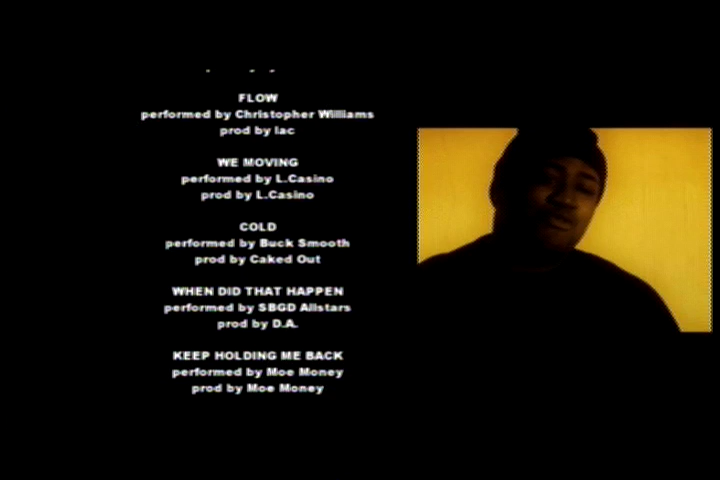 FLOW
performed by Christopher Williams
prod by lac
WE MOVING
performed by L.Casino
prod by L.Casino
COLD
performed by Buck Smooth
prod by Caked Out
WHEN DID THAT HAPPEN
performed by SBGD Allstars
prod by D.A.
KEEP HOLDING ME BACK
performed by Moe Money
prod by Moe Money